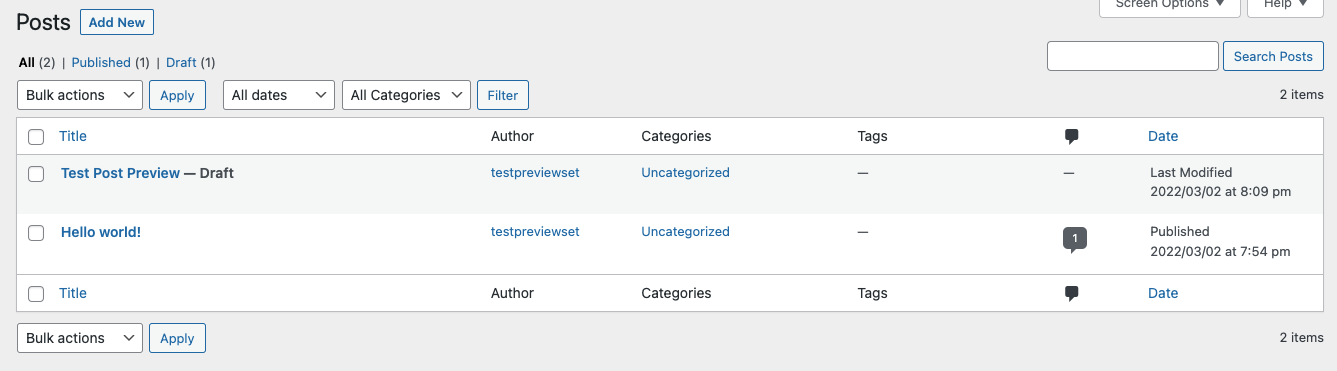 Screen Options ▼ Help ▼
Posts Add New
All (2) | Published (1) | Draft (1)
Search Posts
Bulk actions Apply All dates All Categories Filter 2 items
Title Author Categories Tags Date
Test Post Preview — Draft testpreviewset Uncategorized — — Last Modified
2022/03/02 at 8:09 pm
Hello world! testpreviewset Uncategorized — 1 Published
2022/03/02 at 7:54 pm
Title Author Categories Tags Date
Bulk actions Apply 2 items